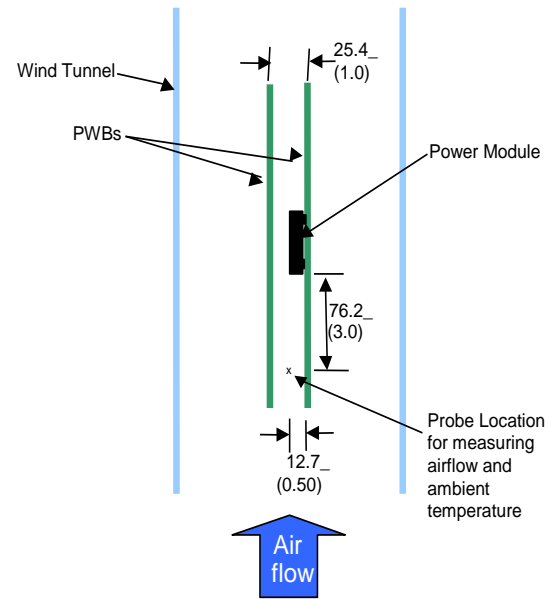 25.4_
(1.0)
Wind Tunnel
PWBs
Power Module
76.2_
(3.0)
x
Probe Location
for measuring
airflow and
ambient
temperature
12.7_
(0.50)
Air
flow